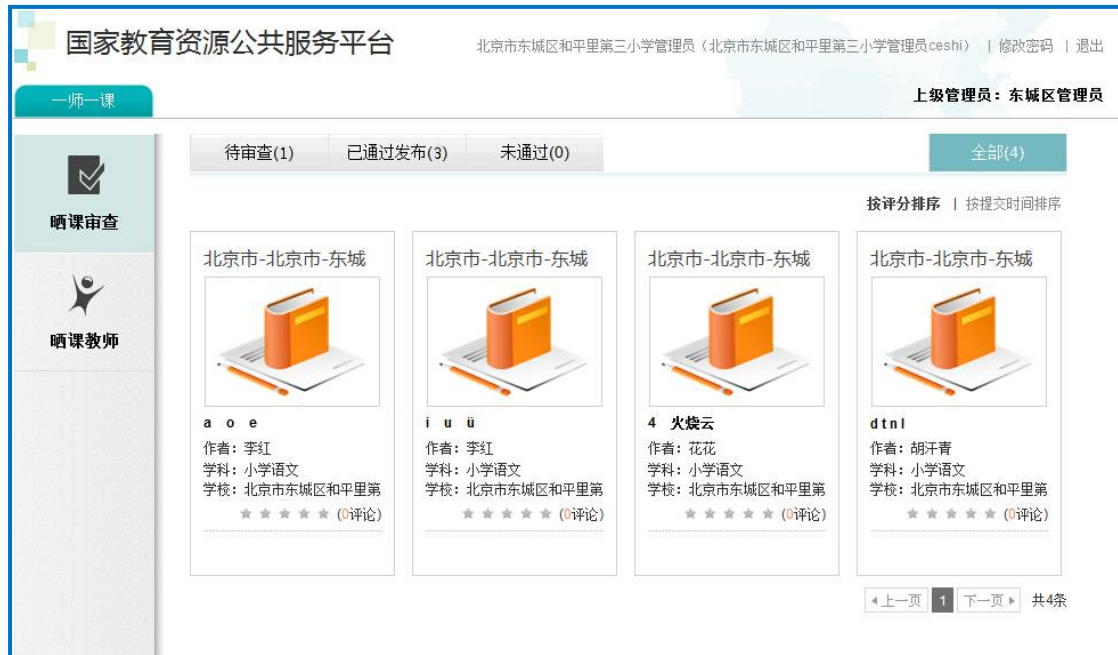 国家教育资源公共服务平台
北京市东城区和平里第三小学管理员（北京市东城区和平里第三小学管理员ceshi） | 修改密码 | 退出
一师一课
上级管理员：东城区管理员
待审查(1) 已通过发布(3) 未通过(0) 全部(4)
晒课审查
晒课教师
按评分排序 | 按提交时间排序
北京市-北京市-东城
a o e
作者：李红
学科：小学语文
学校：北京市东城区和平里第
(0评论)
北京市-北京市-东城
i u ü
作者：李红
学科：小学语文
学校：北京市东城区和平里第
(0评论)
北京市-北京市-东城
4 火烧云
作者：花花
学科：小学语文
学校：北京市东城区和平里第
(0评论)
北京市-北京市-东城
dtnl
作者：胡汗青
学科：小学语文
学校：北京市东城区和平里第
(0评论)
上一页 1 下一页 共4条